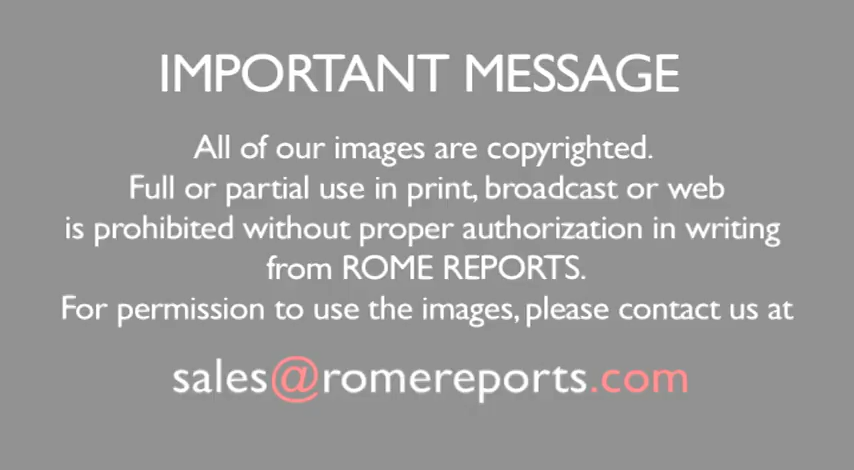 IMPORTANT MESSAGE
All of our images are copyrighted.
Full or partial use in print, broadcast or web
is prohibited without proper authorization in writing
from ROME REPORTS.
For permission to use the images, please contact us at
sales@romereports.com